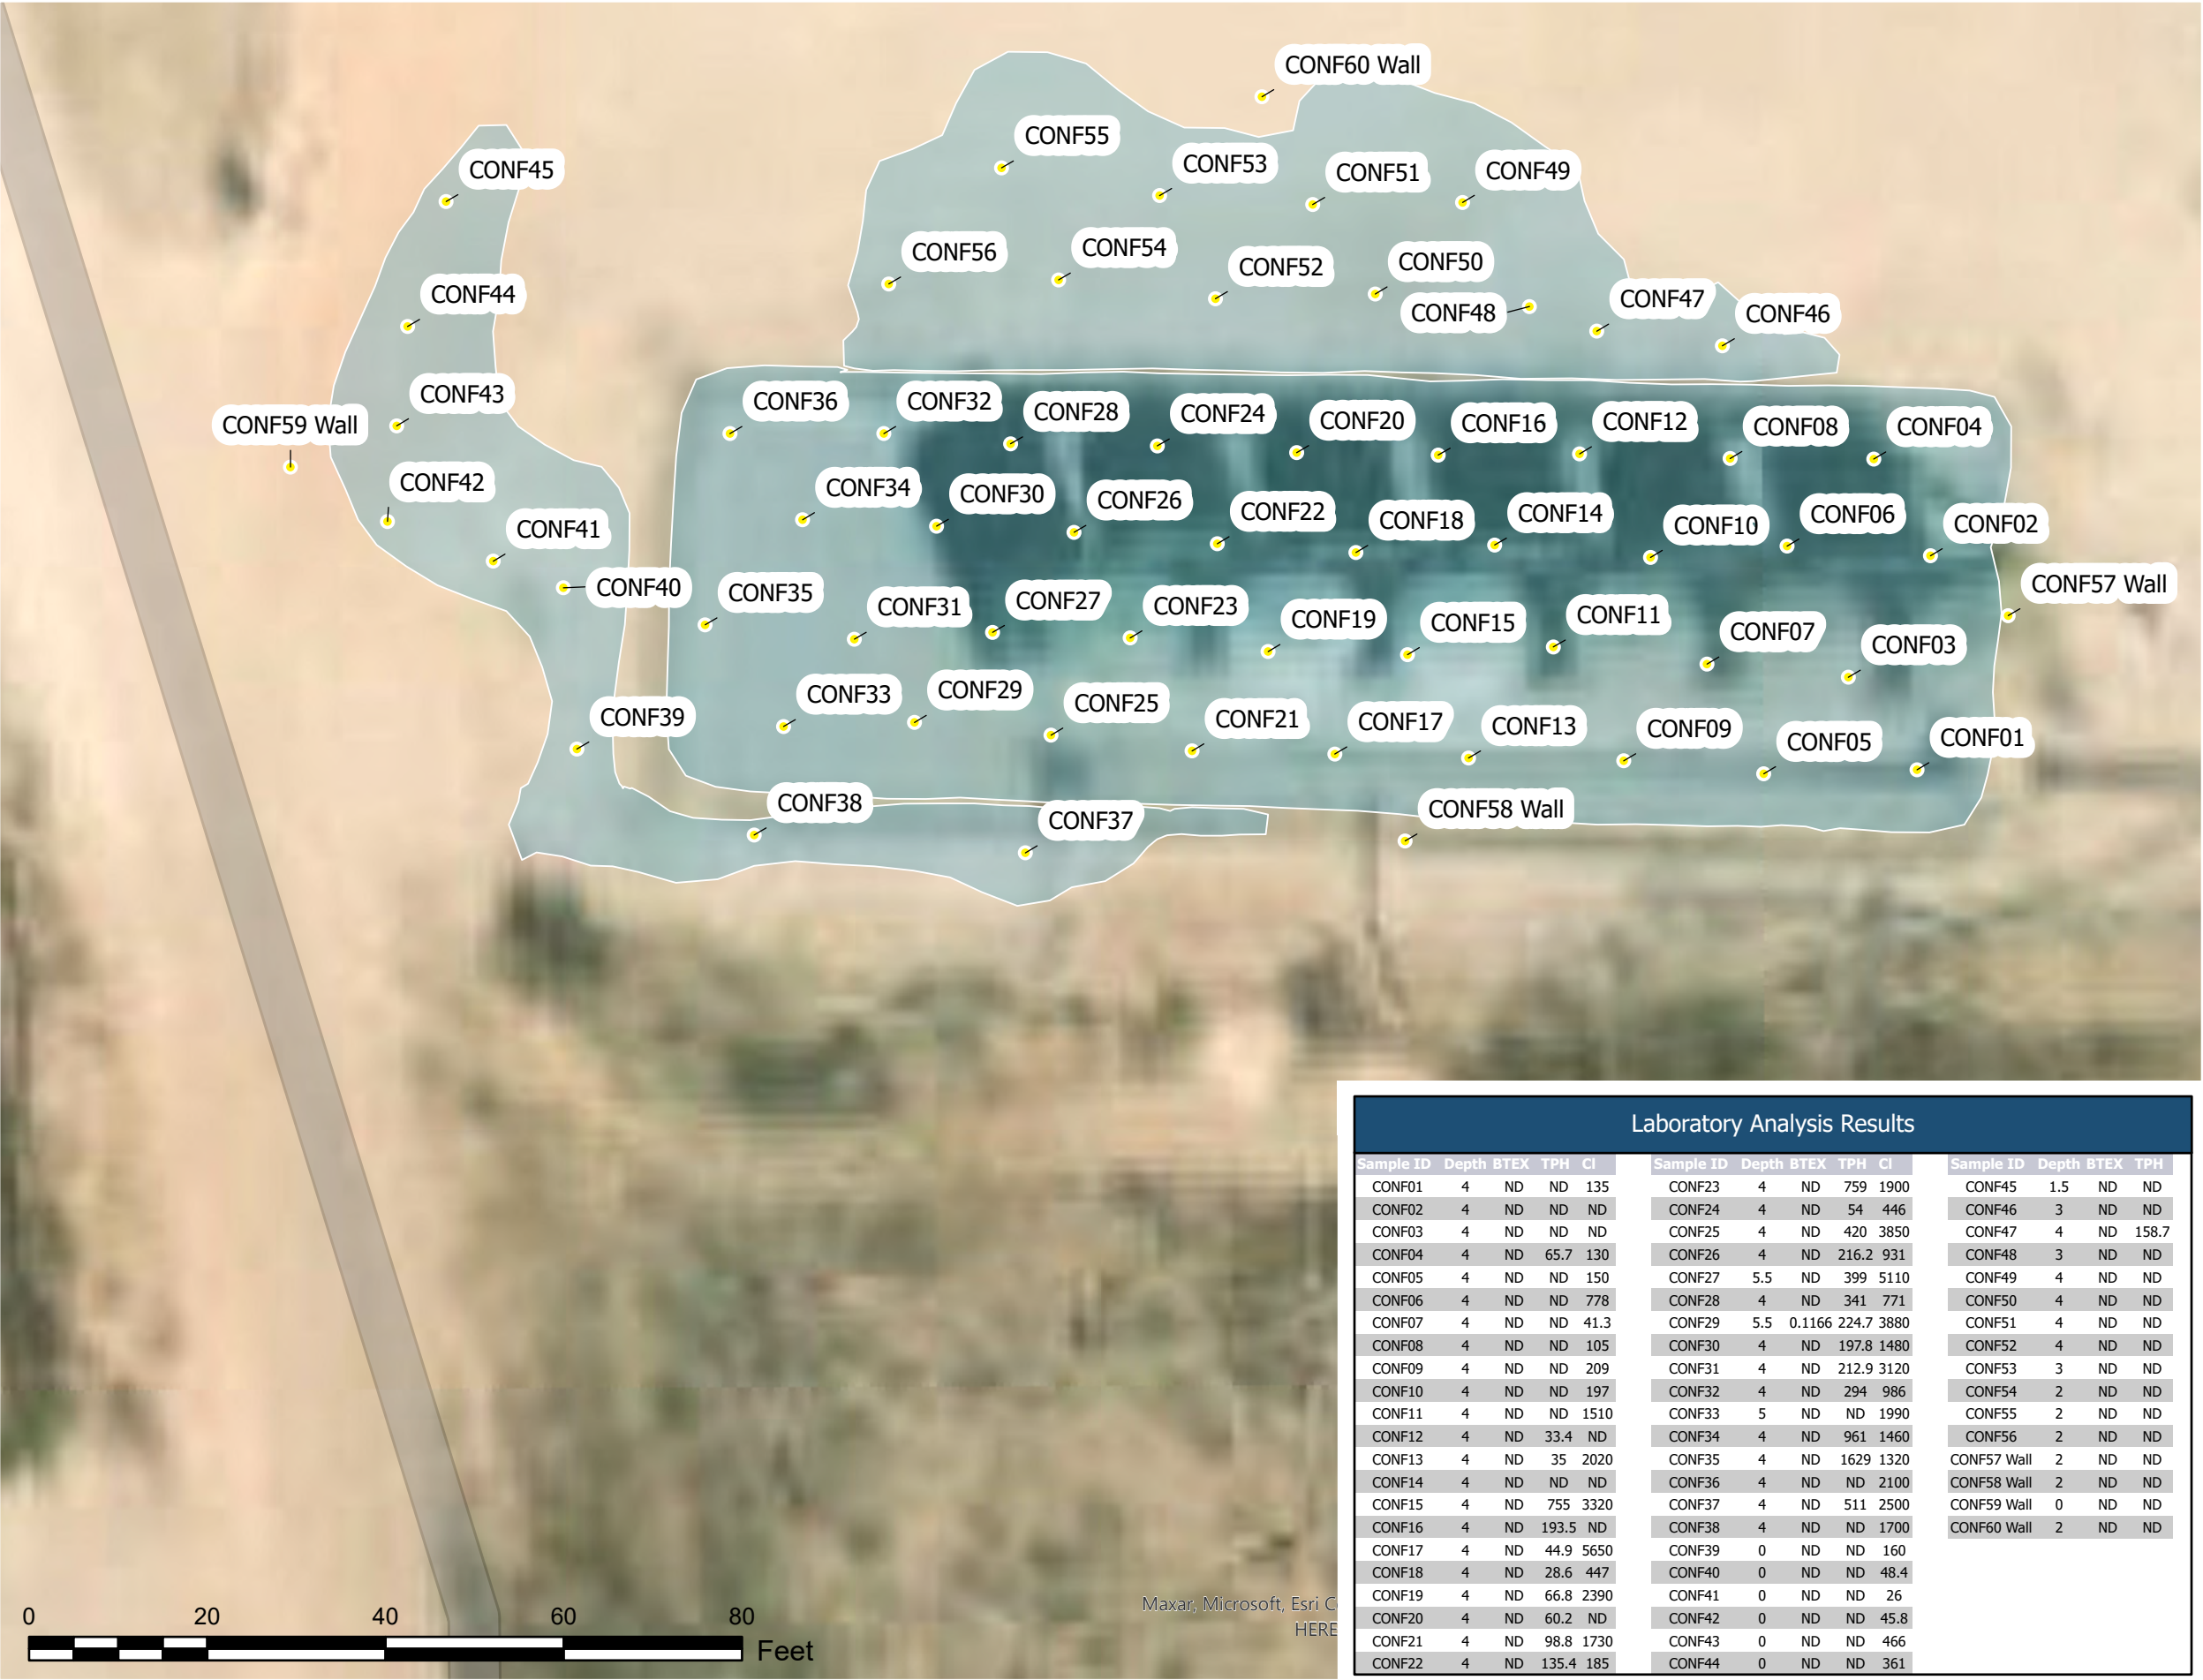 CONF60 Wall
CONF55
CONF53
CONF45
CONF51
CONF49
CONF56
CONF54
CONF52
CONF50
CONF44
CONF48
CONF47
CONF46
CONF43
CONF59 Wall
CONF36
CONF32
CONF28
CONF24
CONF20
CONF16
CONF12
CONF08
CONF04
CONF42
CONF34
CONF30
CONF26
CONF22
CONF18
CONF14
CONF10
CONF06
CONF02
CONF41
CONF40
CONF57 Wall
CONF35
CONF31
CONF27
CONF23
CONF19
CONF15
CONF11
CONF07
CONF03
CONF39
CONF33
CONF29
CONF25
CONF21
CONF17
CONF13
CONF09
CONF05
CONF01
CONF38
CONF37
CONF58 Wall
Laboratory Analysis Results
Sample ID Depth BTEX TPH Cl Sample ID Depth BTEX TPH Cl Sample ID Depth BTEX TPH
CONF01 4 ND ND 135 CONF23 4 ND 759 1900 CONF45 1.5 ND ND
CONF02 4 ND ND ND CONF24 4 ND 54 446 CONF46 3 ND ND
CONF03 4 ND ND ND CONF25 4 ND 420 3850 CONF47 4 ND 158.7
CONF04 4 ND 65.7 130 CONF26 4 ND 216.2 931 CONF48 3 ND ND
CONF05 4 ND ND 150 CONF27 5.5 ND 399 5110 CONF49 4 ND ND
CONF06 4 ND ND 778 CONF28 4 ND 341 771 CONF50 4 ND ND
CONF07 4 ND ND 41.3 CONF29 5.5 0.1166 224.7 3880 CONF51 4 ND ND
CONF08 4 ND ND 105 CONF30 4 ND 197.8 1480 CONF52 4 ND ND
CONF09 4 ND ND 209 CONF31 4 ND 212.9 3120 CONF53 3 ND ND
CONF10 4 ND ND 197 CONF32 4 ND 294 986 CONF54 2 ND ND
CONF11 4 ND ND 1510 CONF33 5 ND ND 1990 CONF55 2 ND ND
CONF12 4 ND 33.4 ND CONF34 4 ND 961 1460 CONF56 2 ND ND
CONF13 4 ND 35 2020 CONF35 4 ND 1629 1320 CONF57 Wall 2 ND ND
CONF14 4 ND ND ND CONF36 4 ND ND 2100 CONF58 Wall 2 ND ND
CONF15 4 ND 755 3320 CONF37 4 ND 511 2500 CONF59 Wall 0 ND ND
CONF16 4 ND 193.5 ND CONF38 4 ND ND 1700 CONF60 Wall 2 ND ND
CONF17 4 ND 44.9 5650 CONF39 0 ND ND 160
CONF18 4 ND 28.6 447 CONF40 0 ND ND 48.4
CONF19 4 ND 66.8 2390 CONF41 0 ND ND 26
CONF20 4 ND 60.2 ND CONF42 0 ND ND 45.8
CONF21 4 ND 98.8 1730 CONF43 0 ND ND 466
CONF22 4 ND 135.4 185 CONF44 0 ND ND 361
Maxar, Microsoft, Esri C
HERE
0 20 40 60 80
Feet